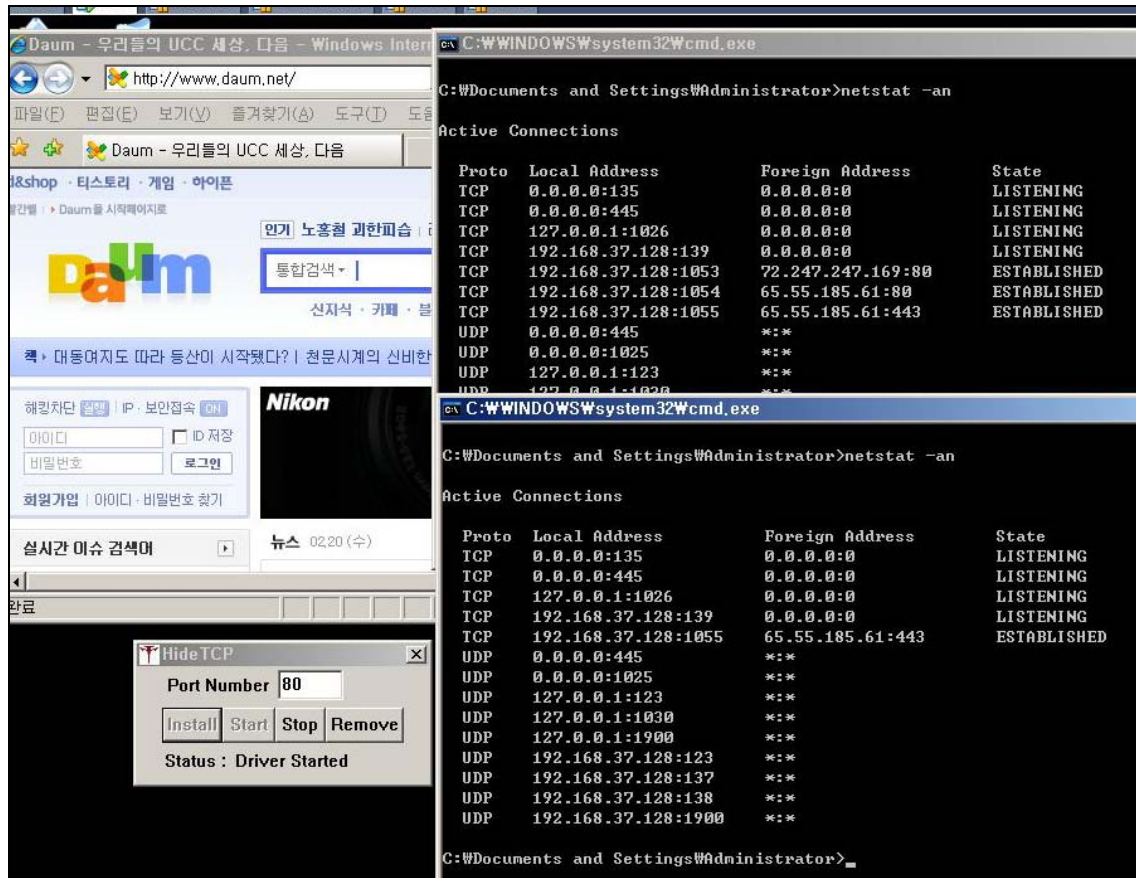 Daum - 우리들의 UCC 세상, 다음 - Windows Inter
http://www.daum.net/
파일(F) 편집(E) 보기(V) 즐겨찾기(A) 도구(T)
Daum - 우리들의 UCC 세상, 다음
d&shop · 티스토리 · 게임 · 하이픈
Daum을 시작페이지로
인기 노홍철 괴한피습
Daum
통합검색
신지식 · 카페 ·
책 대동여지도 따라 등산이 시작됐다? | 천문시계의 신비한
해킹차단 실행 IP · 보안접속 ON
아이디 ID 저장
비밀번호 로그인
회원가입 | 아이디 · 비밀번호 찾기
Nikon
실시간 이슈 검색어
뉴스 02.20 (수)
완료
HideTCP
Port Number 80
Install Start Stop Remove
Status : Driver Started
C:₩WINDOWS₩system32₩cmd.exe
C:₩Documents and Settings₩Administrator>netstat -an
Active Connections
Proto Local Address Foreign Address State
TCP 0.0.0.0:135 0.0.0.0:0 LISTENING
TCP 0.0.0.0:445 0.0.0.0:0 LISTENING
TCP 127.0.0.1:1026 0.0.0.0:0 LISTENING
TCP 192.168.37.128:139 0.0.0.0:0 LISTENING
TCP 192.168.37.128:1053 72.247.247.169:80 ESTABLISHED
TCP 192.168.37.128:1054 65.55.185.61:80 ESTABLISHED
TCP 192.168.37.128:1055 65.55.185.61:443 ESTABLISHED
UDP 0.0.0.0:445 *:*
UDP 0.0.0.0:1025 *:*
UDP 127.0.0.1:123 *:*
UDP 127.0.0.1:1030 *:*
C:₩WINDOWS₩system32₩cmd.exe
C:₩Documents and Settings₩Administrator>netstat -an
Active Connections
Proto Local Address Foreign Address State
TCP 0.0.0.0:135 0.0.0.0:0 LISTENING
TCP 0.0.0.0:445 0.0.0.0:0 LISTENING
TCP 127.0.0.1:1026 0.0.0.0:0 LISTENING
TCP 192.168.37.128:139 0.0.0.0:0 LISTENING
TCP 192.168.37.128:1055 65.55.185.61:443 ESTABLISHED
UDP 0.0.0.0:445 *:*
UDP 0.0.0.0:1025 *:*
UDP 127.0.0.1:123 *:*
UDP 127.0.0.1:1030 *:*
UDP 127.0.0.1:1900 *:*
UDP 192.168.37.128:123 *:*
UDP 192.168.37.128:137 *:*
UDP 192.168.37.128:138 *:*
UDP 192.168.37.128:1900 *:*
C:₩Documents and Settings₩Administrator>_